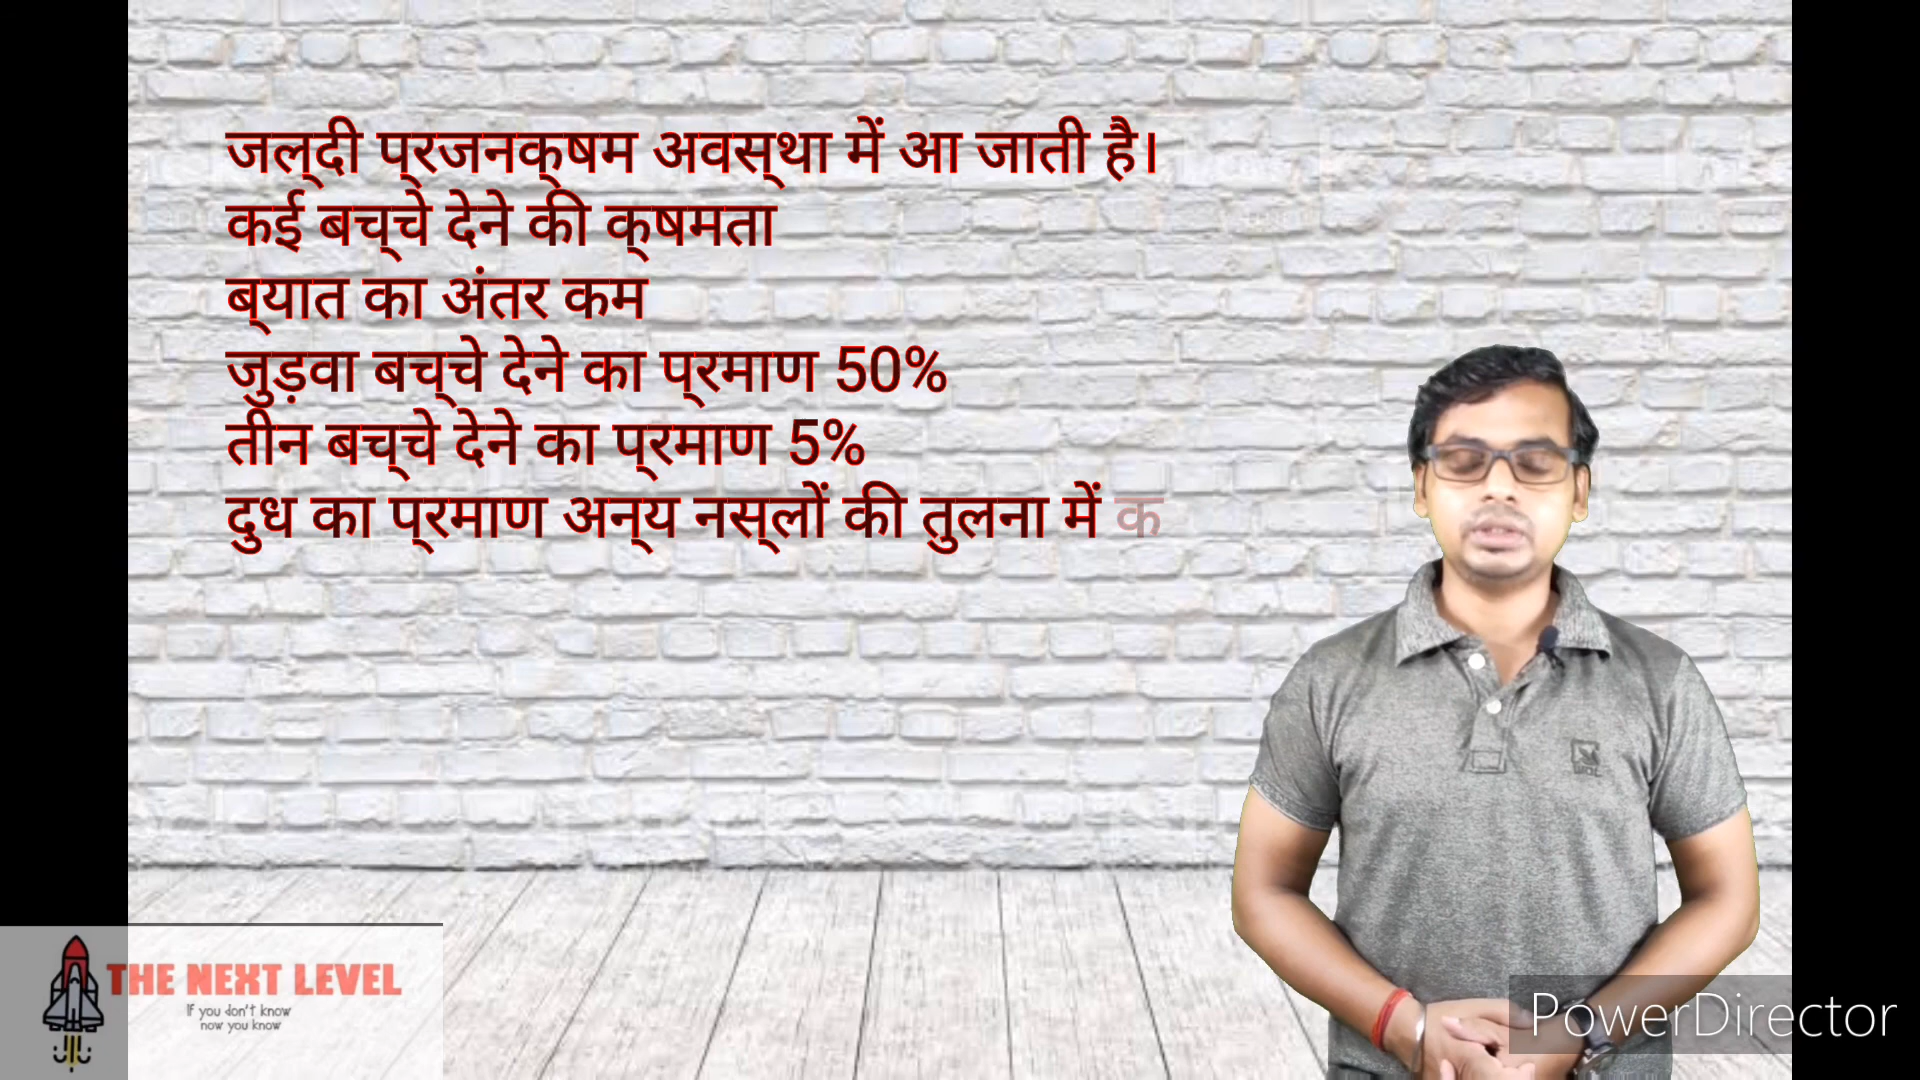 जल्दी प्रजनक्षम अवस्था में आ जाती है।
कई बच्चे देने की क्षमता
ब्यात का अंतर कम
जुड़वा बच्चे देने का प्रमाण 50%
तीन बच्चे देने का प्रमाण 5%
दुध का प्रमाण अन्य नस्लों की तुलना में क
THE NEXT LEVEL
If you don't know
now you know
PowerDirector